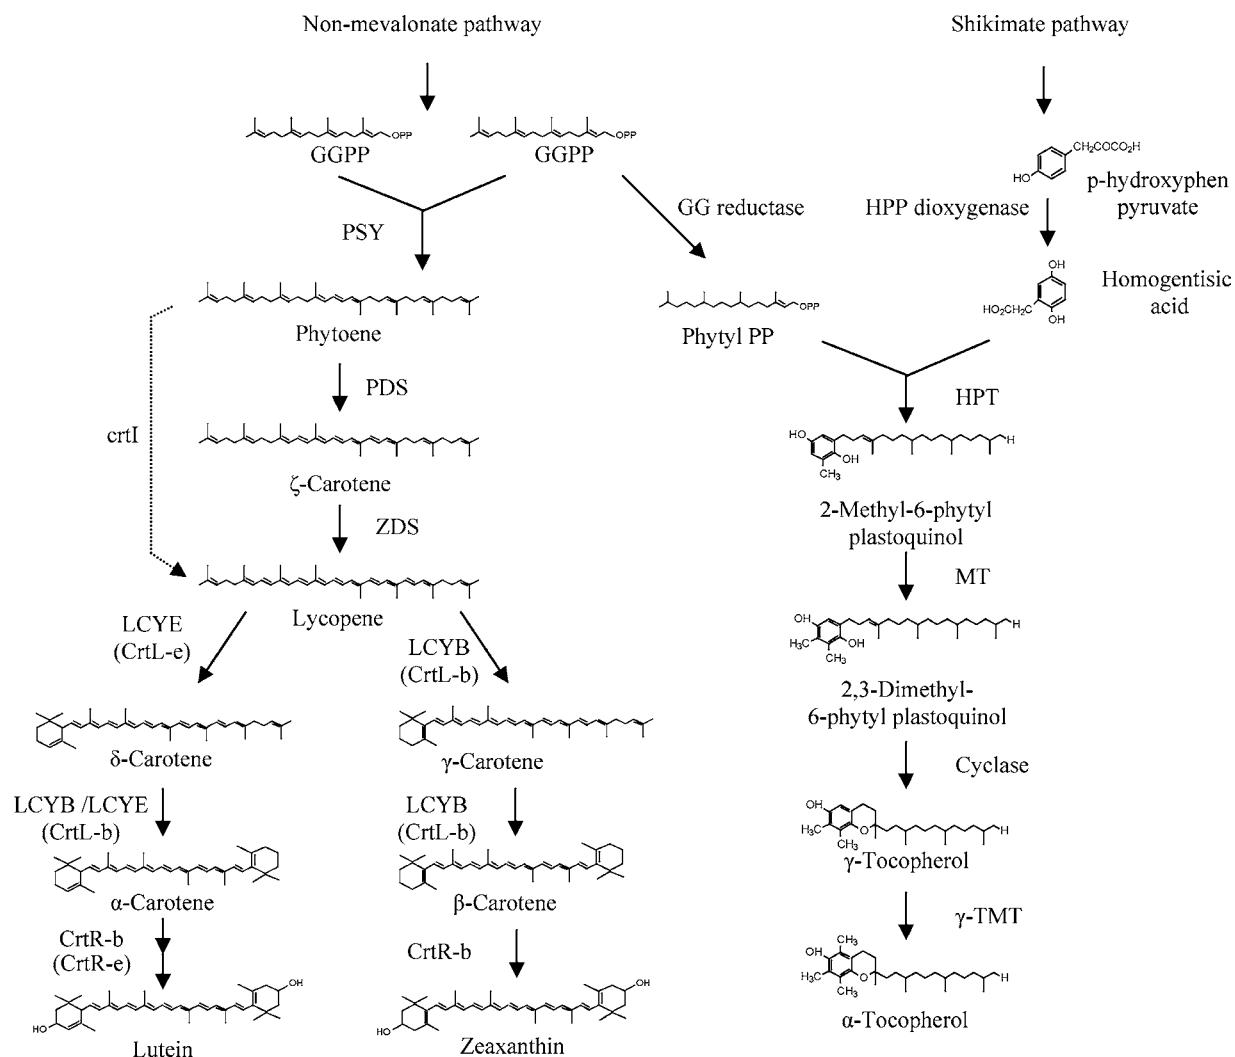 Non-mevalonate pathway
Shikimate pathway
OPP
GGPP
OPP
GGPP
CH₂COCO₂H
HO
p-hydroxyphen
pyruvate
GG reductase
HPP dioxygenase
PSY
OH
HO₂CCH₂
OH
Homogentisic
acid
Phytoene
OPP
Phytyl PP
PDS
HPT
crtI
HO
OH
CH₃
H
ζ-Carotene
2-Methyl-6-phytyl
plastoquinol
ZDS
MT
Lycopene
LCYE
(CrtL-e)
LCYB
(CrtL-b)
HO
H₃C
OH
CH₃
H
2,3-Dimethyl-
6-phytyl plastoquinol
δ-Carotene
γ-Carotene
Cyclase
LCYB /LCYE
(CrtL-b)
LCYB
(CrtL-b)
HO
H₃C
O
CH₃
H
γ-Tocopherol
α-Carotene
β-Carotene
γ-TMT
CrtR-b
(CrtR-e)
CrtR-b
CH₃
HO
H₃C
O
CH₃
H
α-Tocopherol
OH
HO
Lutein
OH
HO
Zeaxanthin